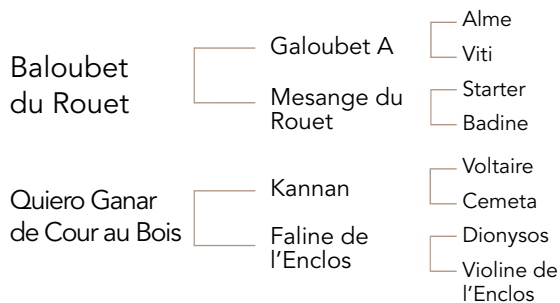 Baloubet
du Rouet
Galoubet A
Alme
Viti
Mesange du
Rouet
Starter
Badine
Quiero Ganar
de Cour au Bois
Kannan
Voltaire
Cemeta
Faline de
l’Enclos
Dionysos
Violine de
l’Enclos